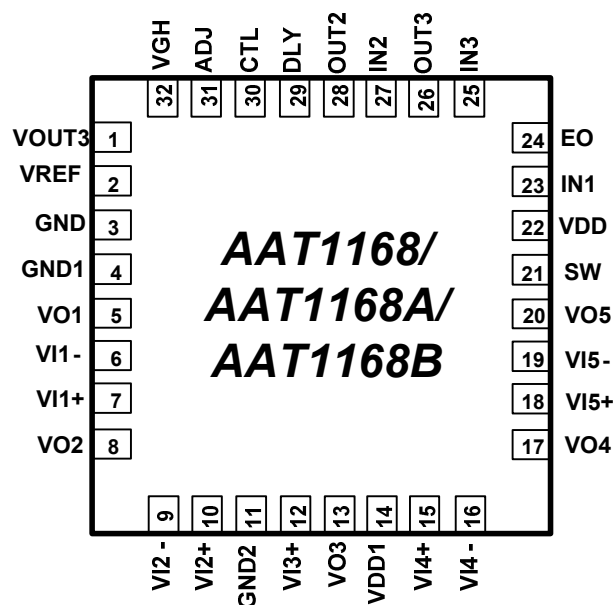 VGH ADJ CTL DLY OUT2 IN2 OUT3 IN3
32 31 30 29 28 27 26 25
VOUT3 1 24 EO
VREF 2 23 IN1
GND 3 22 VDD
GND1 4 21 SW
VO1 5 20 VO5
VI1- 6 19 VI5-
VI1+ 7 18 VI5+
VO2 8 17 VO4
AAT1168/
AAT1168A/
AAT1168B
9 10 11 12 13 14 15 16
VI2- VI2+ GND2 VI3+ VO3 VDD1 VI4+ VI4-